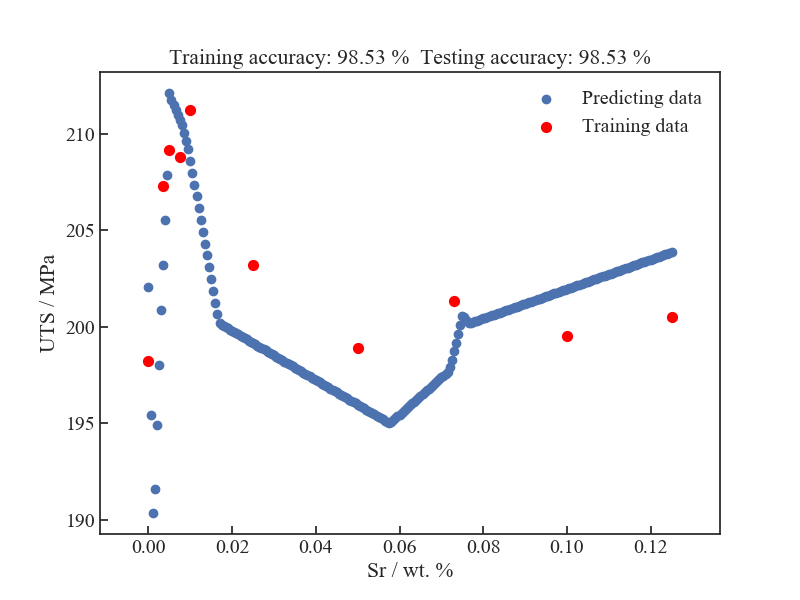 Training accuracy: 98.53 %  Testing accuracy: 98.53 %
Predicting data
Training data
UTS / MPa
210
205
200
195
190
0.00 0.02 0.04 0.06 0.08 0.10 0.12
Sr / wt. %